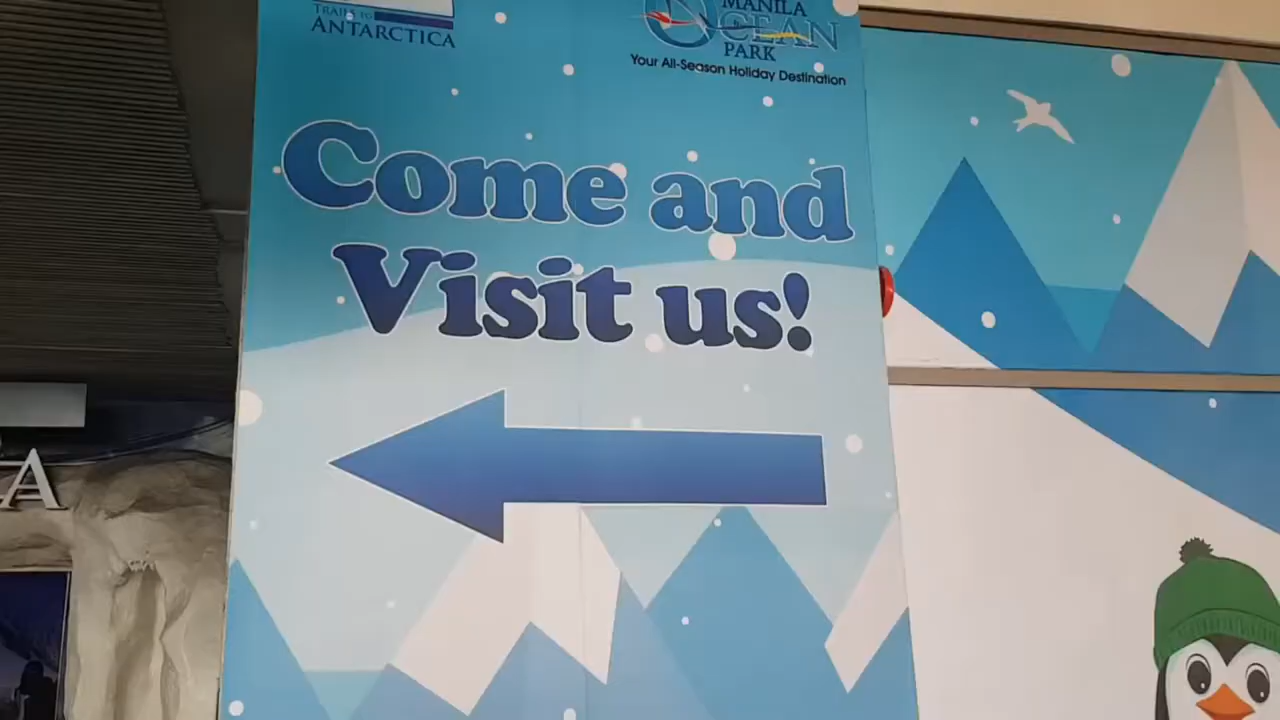 TRAILS TO
ANTARCTICA
MANILA
OCEAN
PARK
Your All-Season Holiday Destination
Come and
Visit us!
A